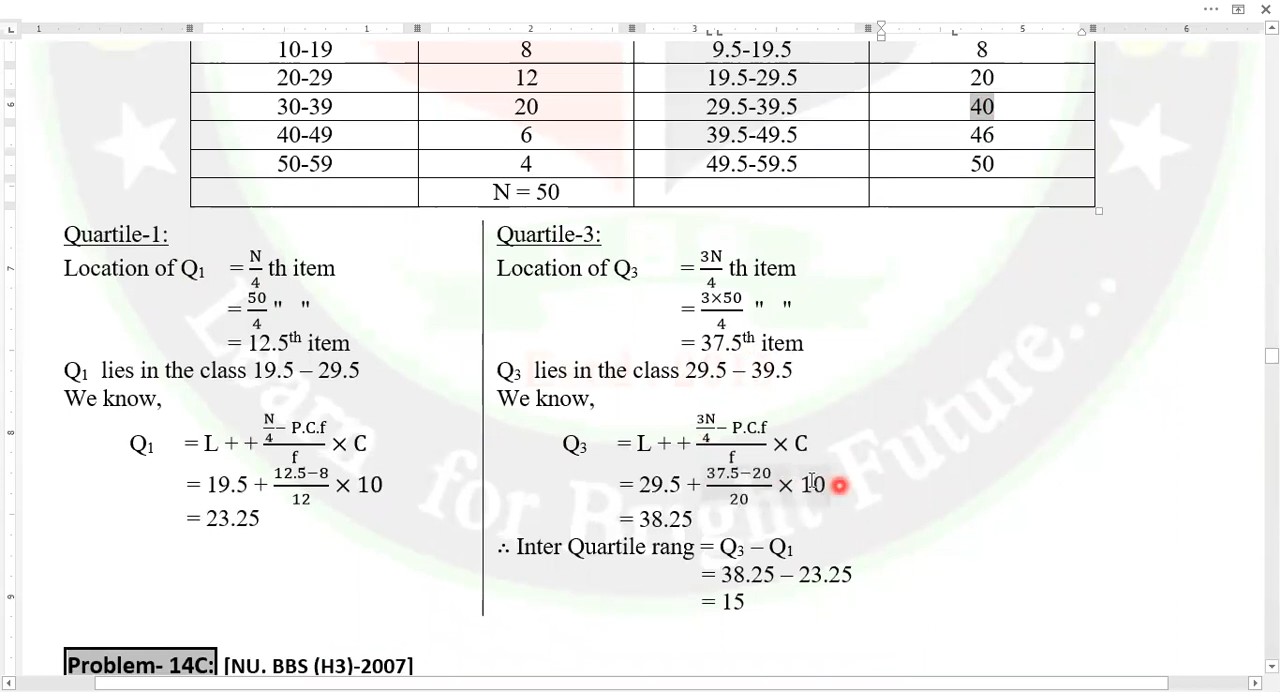 10-19 8 9.5-19.5 8
20-29 12 19.5-29.5 20
30-39 20 29.5-39.5 40
40-49 6 39.5-49.5 46
50-59 4 49.5-59.5 50
N = 50
Quartile-1:
Location of Q₁ = N/4 th item
= 50/4 " "
= 12.5th item
Q₁ lies in the class 19.5 – 29.5
We know,
Q₁ = L + + (N/4 – P.C.f)/f × C
= 19.5 + (12.5–8)/12 × 10
= 23.25
Quartile-3:
Location of Q₃ = 3N/4 th item
= 3×50/4 " "
= 37.5th item
Q₃ lies in the class 29.5 – 39.5
We know,
Q₃ = L + + (3N/4 – P.C.f)/f × C
= 29.5 + (37.5–20)/20 × 10
= 38.25
∴ Inter Quartile rang = Q₃ – Q₁
= 38.25 – 23.25
= 15
Problem- 14C: [NU. BBS (H3)-2007]
Learn for Bright Future...